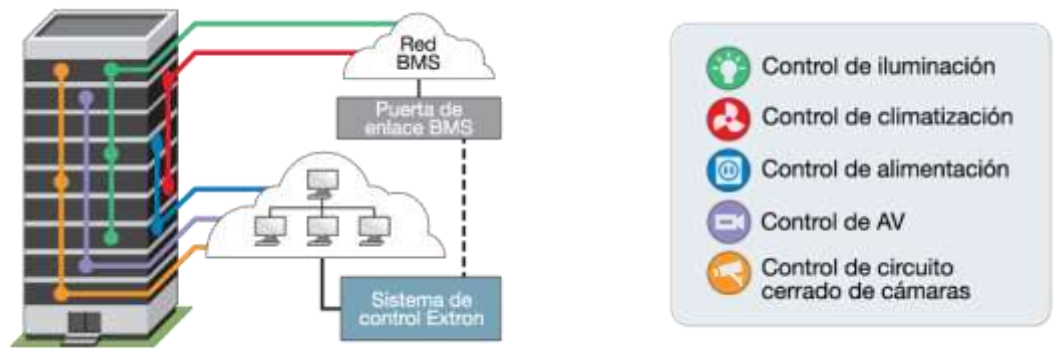 Red
BMS
Puerta de
enlace BMS
Sistema de
control Extron
Control de iluminación
Control de climatización
Control de alimentación
Control de AV
Control de circuito
cerrado de cámaras